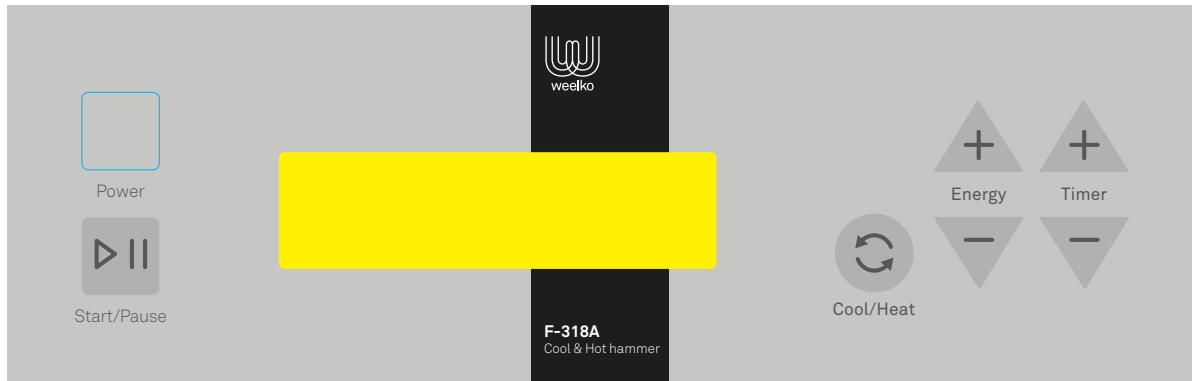 weelko
Power
Start/Pause
F-318A
Cool & Hot hammer
Energy
Timer
Cool/Heat